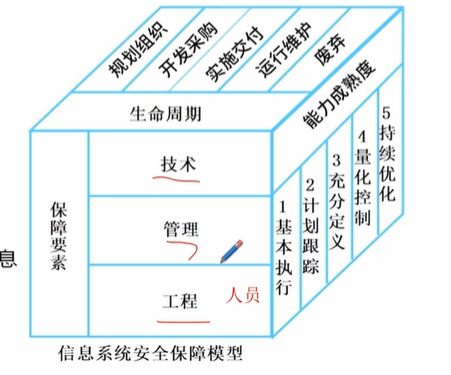 规划组织
开发采购
实施交付
运行维护
废弃
生命周期
能力成熟度
保障要素
技术
管理
工程
人员
1基本执行
2计划跟踪
3充分定义
4量化控制
5持续优化
息
信息系统安全保障模型